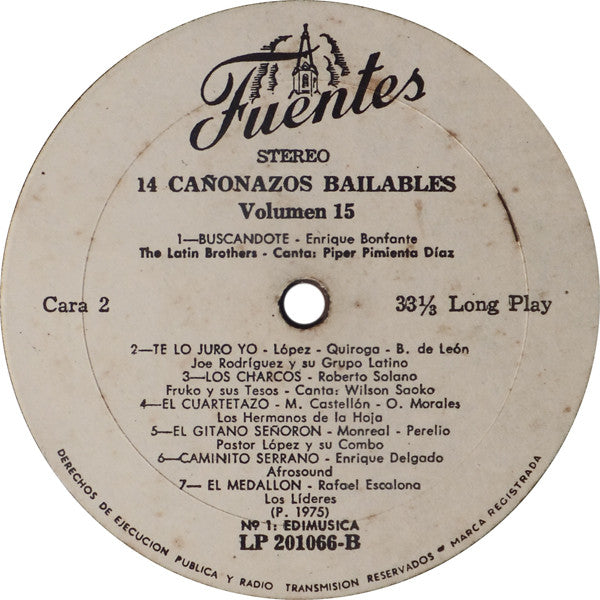 Fuentes
STEREO
14 CAÑONAZOS BAILABLES
Volumen 15
1—BUSCANDOTE - Enrique Bonfante
The Latin Brothers - Canta: Piper Pimienta Díaz
Cara 2
33⅓ Long Play
2—TE LO JURO YO - López - Quiroga - B. de León
Joe Rodríguez y su Grupo Latino
3—LOS CHARCOS - Roberto Solano
Fruko y sus Tesos - Canta: Wilson Saoko
4—EL CUARTETAZO - M. Castellón - O. Morales
Los Hermanos de la Hoja
5—EL GITANO SEÑORON - Monreal - Perelio
Pastor López y su Combo
6—CAMINITO SERRANO - Enrique Delgado
Afrosound
7— EL MEDALLON - Rafael Escalona
Los Líderes
(P. 1975)
Nº 1: EDIMUSICA
LP 201066-B
DERECHOS DE EJECUCION PUBLICA Y RADIO TRANSMISION RESERVADOS - MARCA REGISTRADA